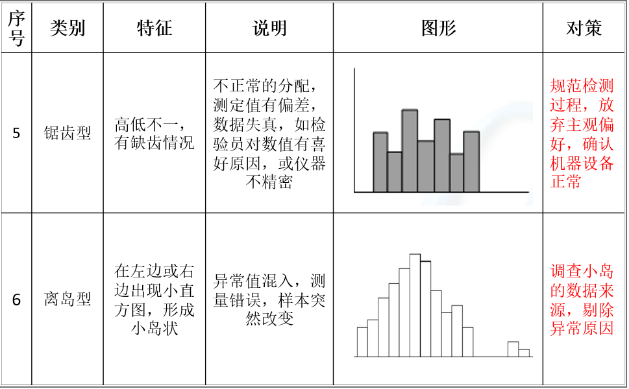 序号 类别 特征 说明 图形 对策
5 锯齿型
高低不一，
有缺齿情况
不正常的分配，
测定值有偏差，
数据失真，如检
验员对数值有喜
好原因，或仪器
不精密
规范检测
过程，放
弃主观偏
好，确认
机器设备
正常
6 离岛型
在左边或右
边出现小直
方图，形成
小岛状
异常值混入，测
量错误，样本突
然改变
调查小岛
的数据来
源，剔除
异常原因